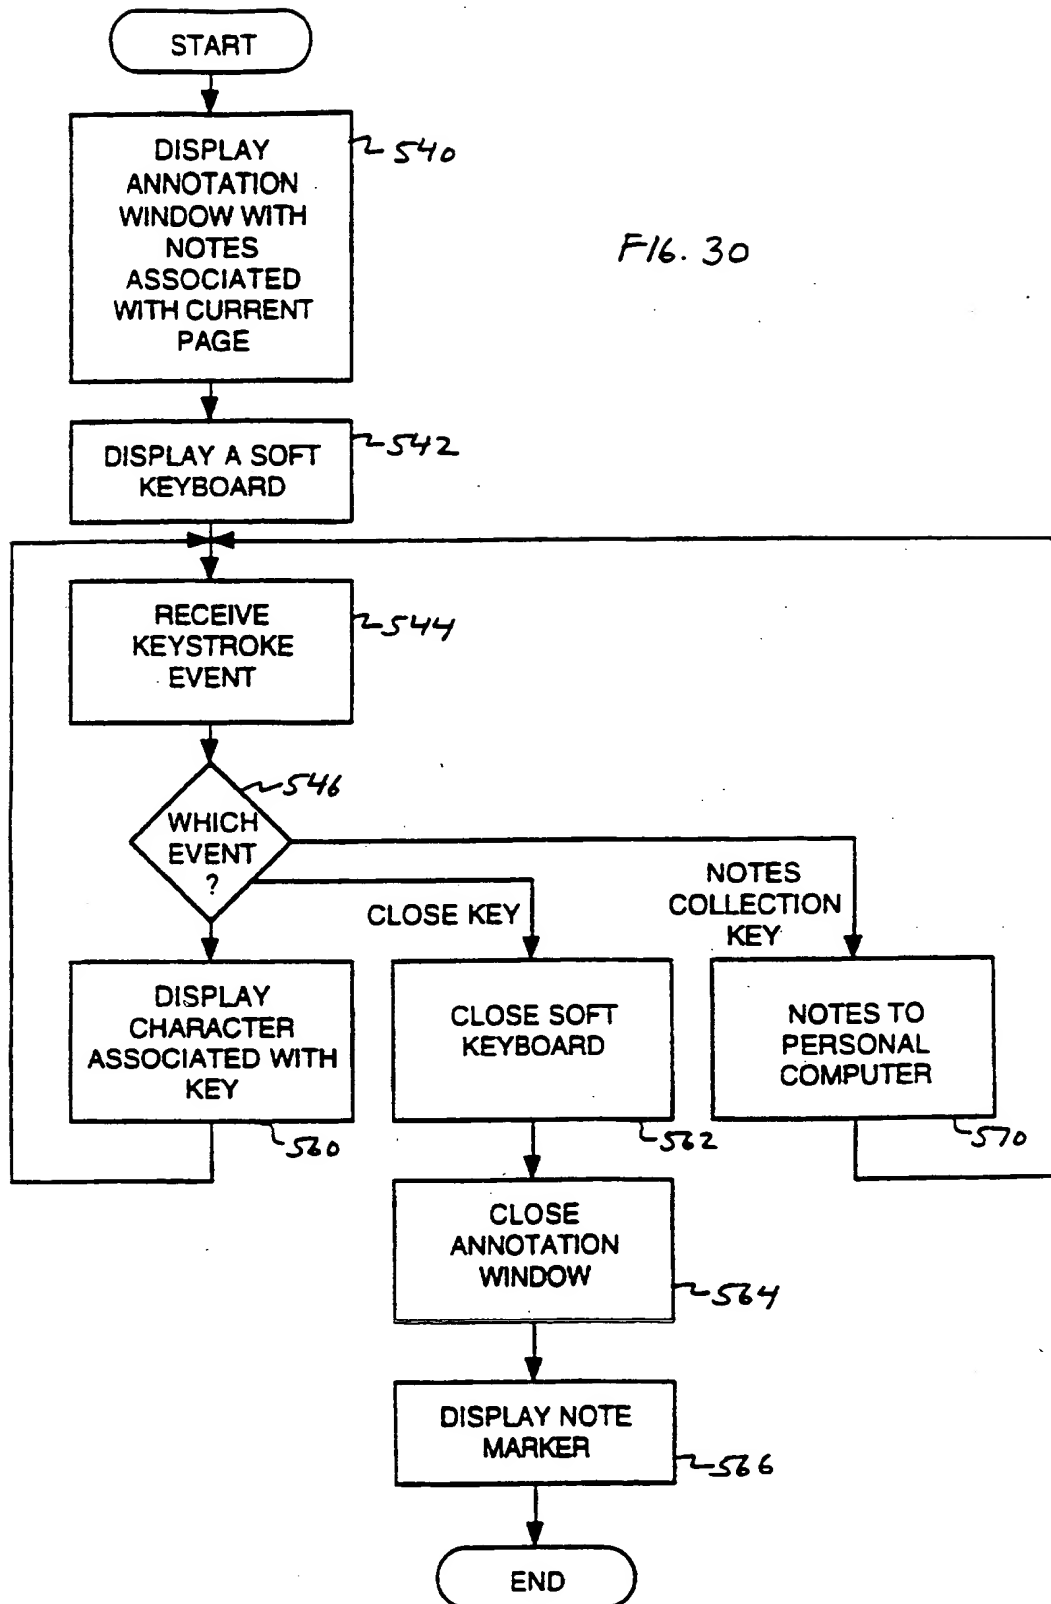 START
DISPLAY
ANNOTATION
WINDOW WITH
NOTES
ASSOCIATED
WITH CURRENT
PAGE
540
FIG. 30
DISPLAY A SOFT
KEYBOARD
542
RECEIVE
KEYSTROKE
EVENT
544
WHICH
EVENT
?
546
CLOSE KEY
NOTES
COLLECTION
KEY
DISPLAY
CHARACTER
ASSOCIATED WITH
KEY
560
CLOSE SOFT
KEYBOARD
562
NOTES TO
PERSONAL
COMPUTER
570
CLOSE
ANNOTATION
WINDOW
564
DISPLAY NOTE
MARKER
566
END